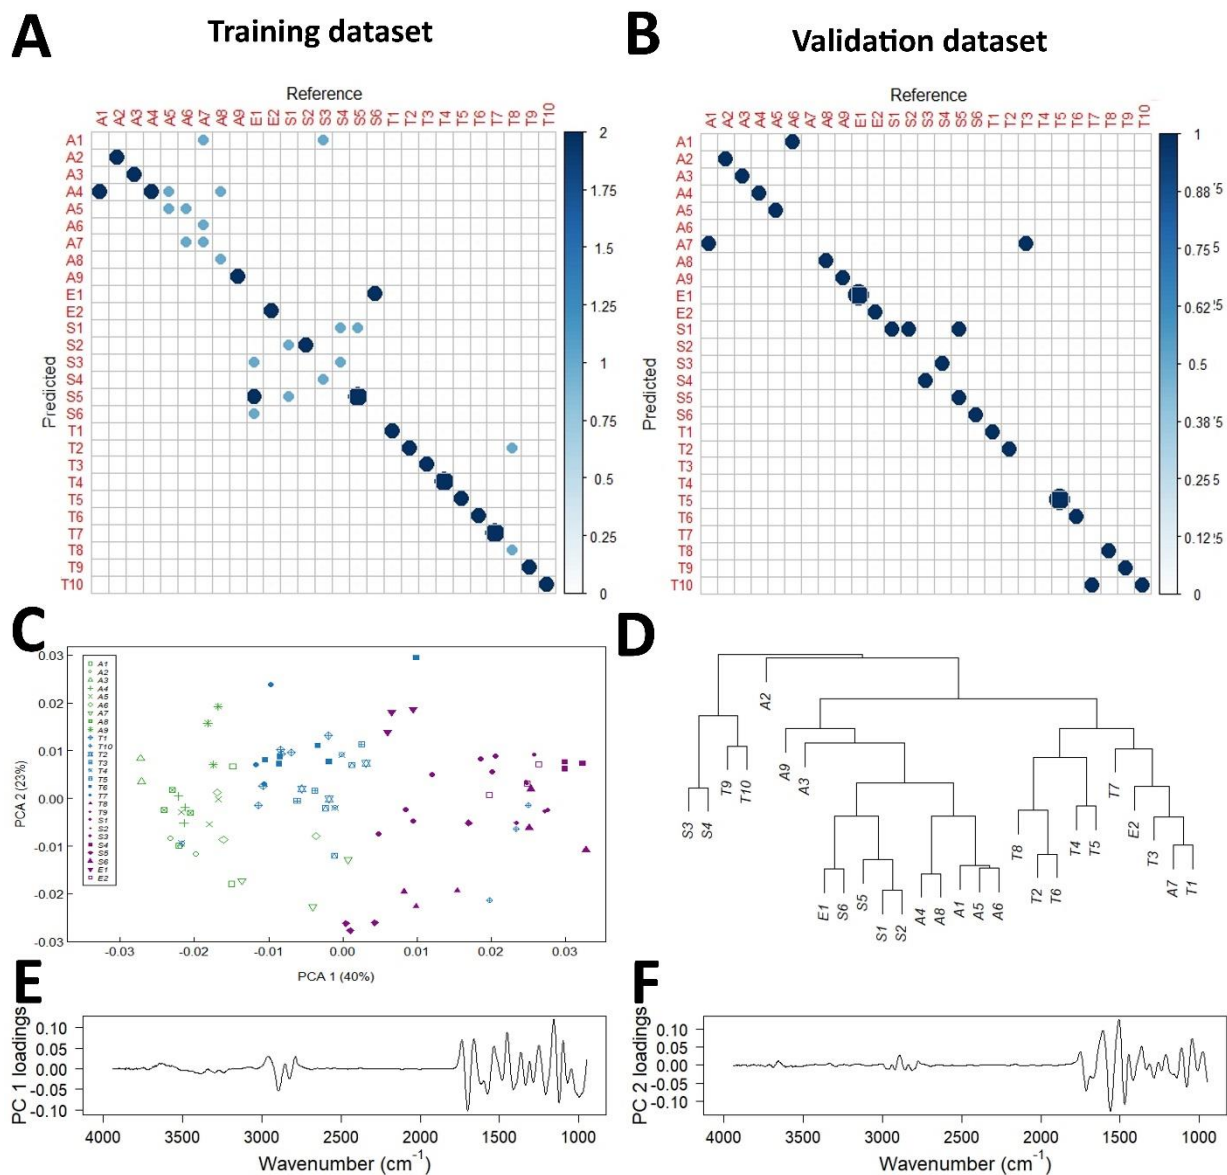 A
Training dataset
B
Validation dataset
Reference
A1 A2 A3 A4 A5 A6 A7 A8 A9 E1 E2 S1 S2 S3 S4 S5 S6 T1 T2 T3 T4 T5 T6 T7 T8 T9 T10
Predicted
A1
A2
A3
A4
A5
A6
A7
A8
A9
E1
E2
S1
S2
S3
S4
S5
S6
T1
T2
T3
T4
T5
T6
T7
T8
T9
T10
2
1.75
1.5
1.25
1
0.75
0.5
0.25
0
Reference
A1 A2 A3 A4 A5 A6 A7 A8 A9 E1 E2 S1 S2 S3 S4 S5 S6 T1 T2 T3 T4 T5 T6 T7 T8 T9 T10
Predicted
A1
A2
A3
A4
A5
A6
A7
A8
A9
E1
E2
S1
S2
S3
S4
S5
S6
T1
T2
T3
T4
T5
T6
T7
T8
T9
T10
1
0.88'5
0.755
0.62'5
0.5
0.38'5
0.25 5
0.12'5
0
C
0.03
0.02
0.01
0.00
-0.01
-0.02
-0.03
PCA 2 (23%)
A1
A2
A3
A4
A5
A6
A7
A8
A9
T1
T10
T2
T3
T4
T5
T6
T7
T8
T9
S1
S2
S3
S4
S5
S6
E1
E2
-0.03 -0.02 -0.01 0.00 0.01 0.02 0.03
PCA 1 (40%)
D
A2
A9
A3
T7
T9
T10
E2
S3
S4
T8
T4
T5
T3
T2
T6
A7
T1
E1
S6
S5
S1
S2
A4
A8
A1
A5
A6
E
PC 1 loadings
0.10
0.05
0.00
-0.05
-0.10
4000 3500 3000 2500 2000 1500 1000
Wavenumber (cm⁻¹)
F
PC 2 loadings
0.10
0.05
0.00
-0.05
-0.10
4000 3500 3000 2500 2000 1500 1000
Wavenumber (cm⁻¹)